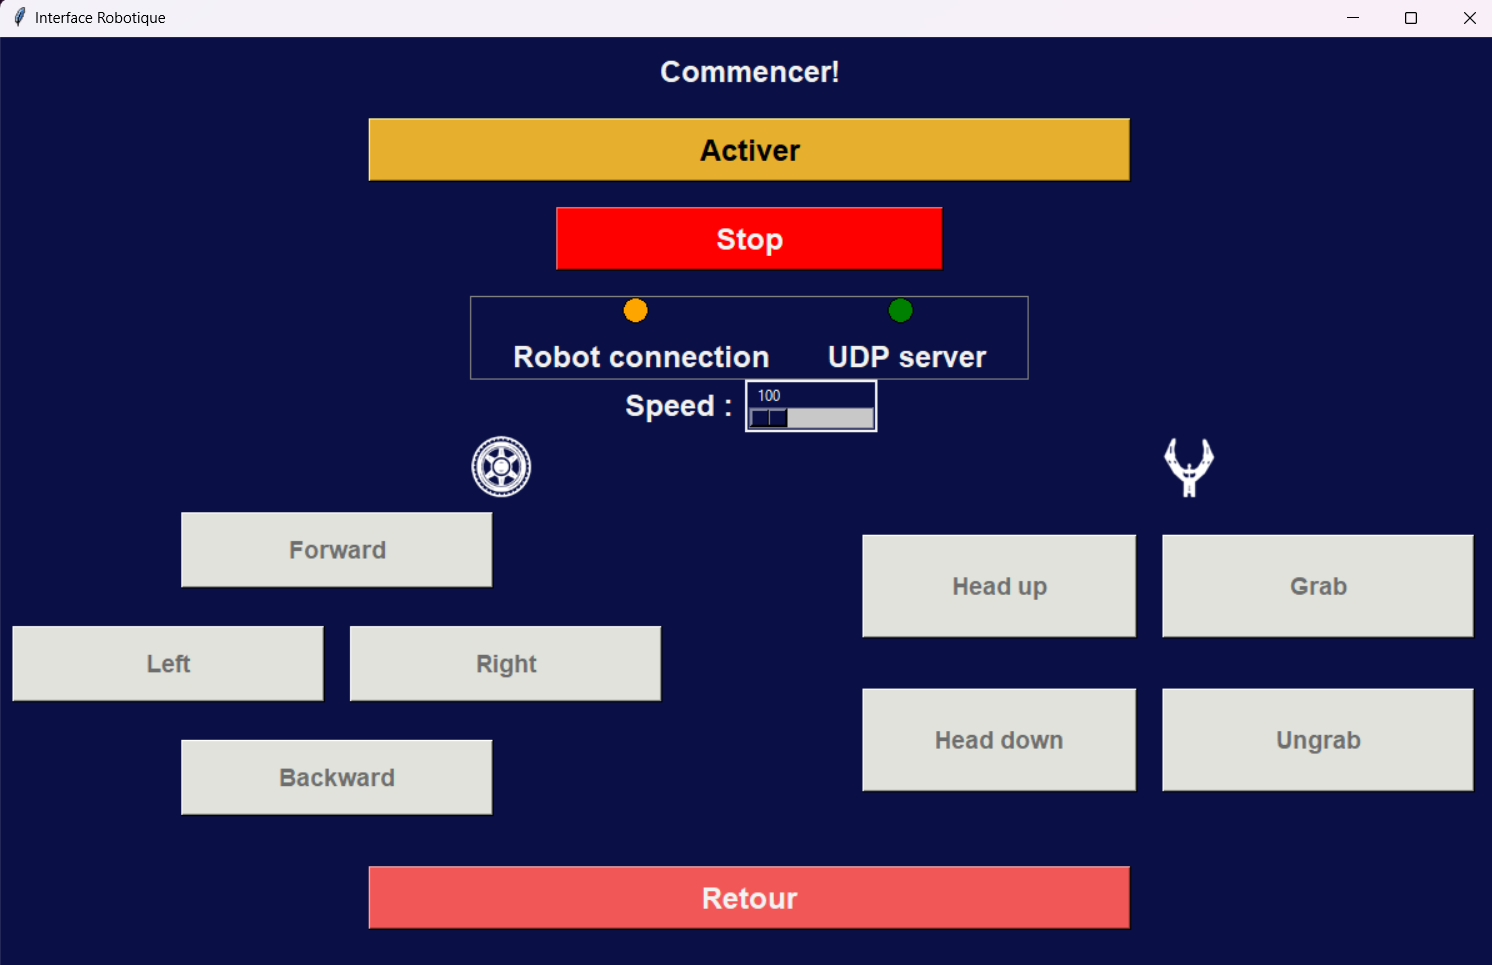 Interface Robotique
Commencer!
Activer
Stop
Robot connection
UDP server
Speed :
100
Forward
Left
Right
Backward
Head up
Grab
Head down
Ungrab
Retour